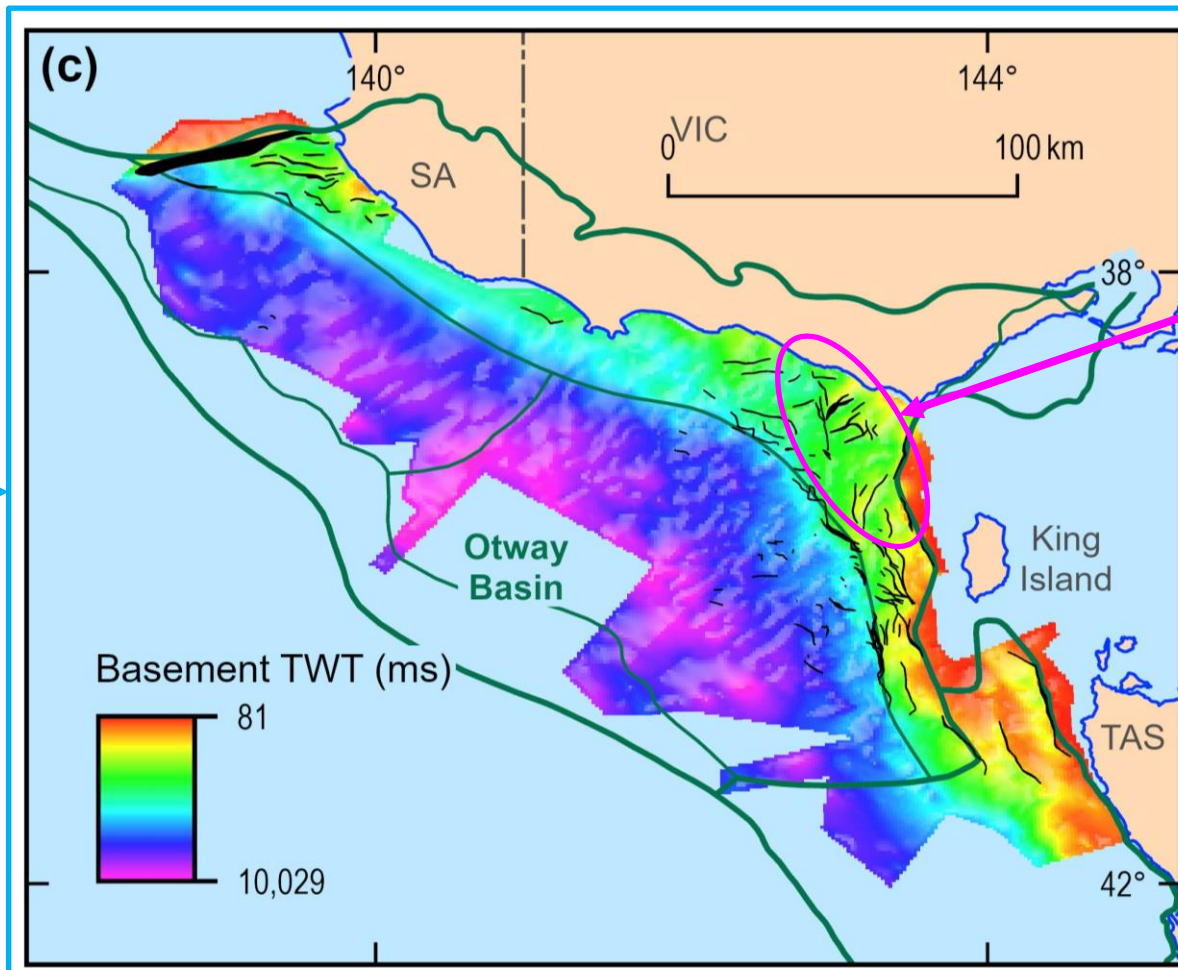 (c)
140°
144°
VIC
0
100 km
SA
38°
Otway
Basin
King
Island
Basement TWT (ms)
81
10,029
TAS
42°